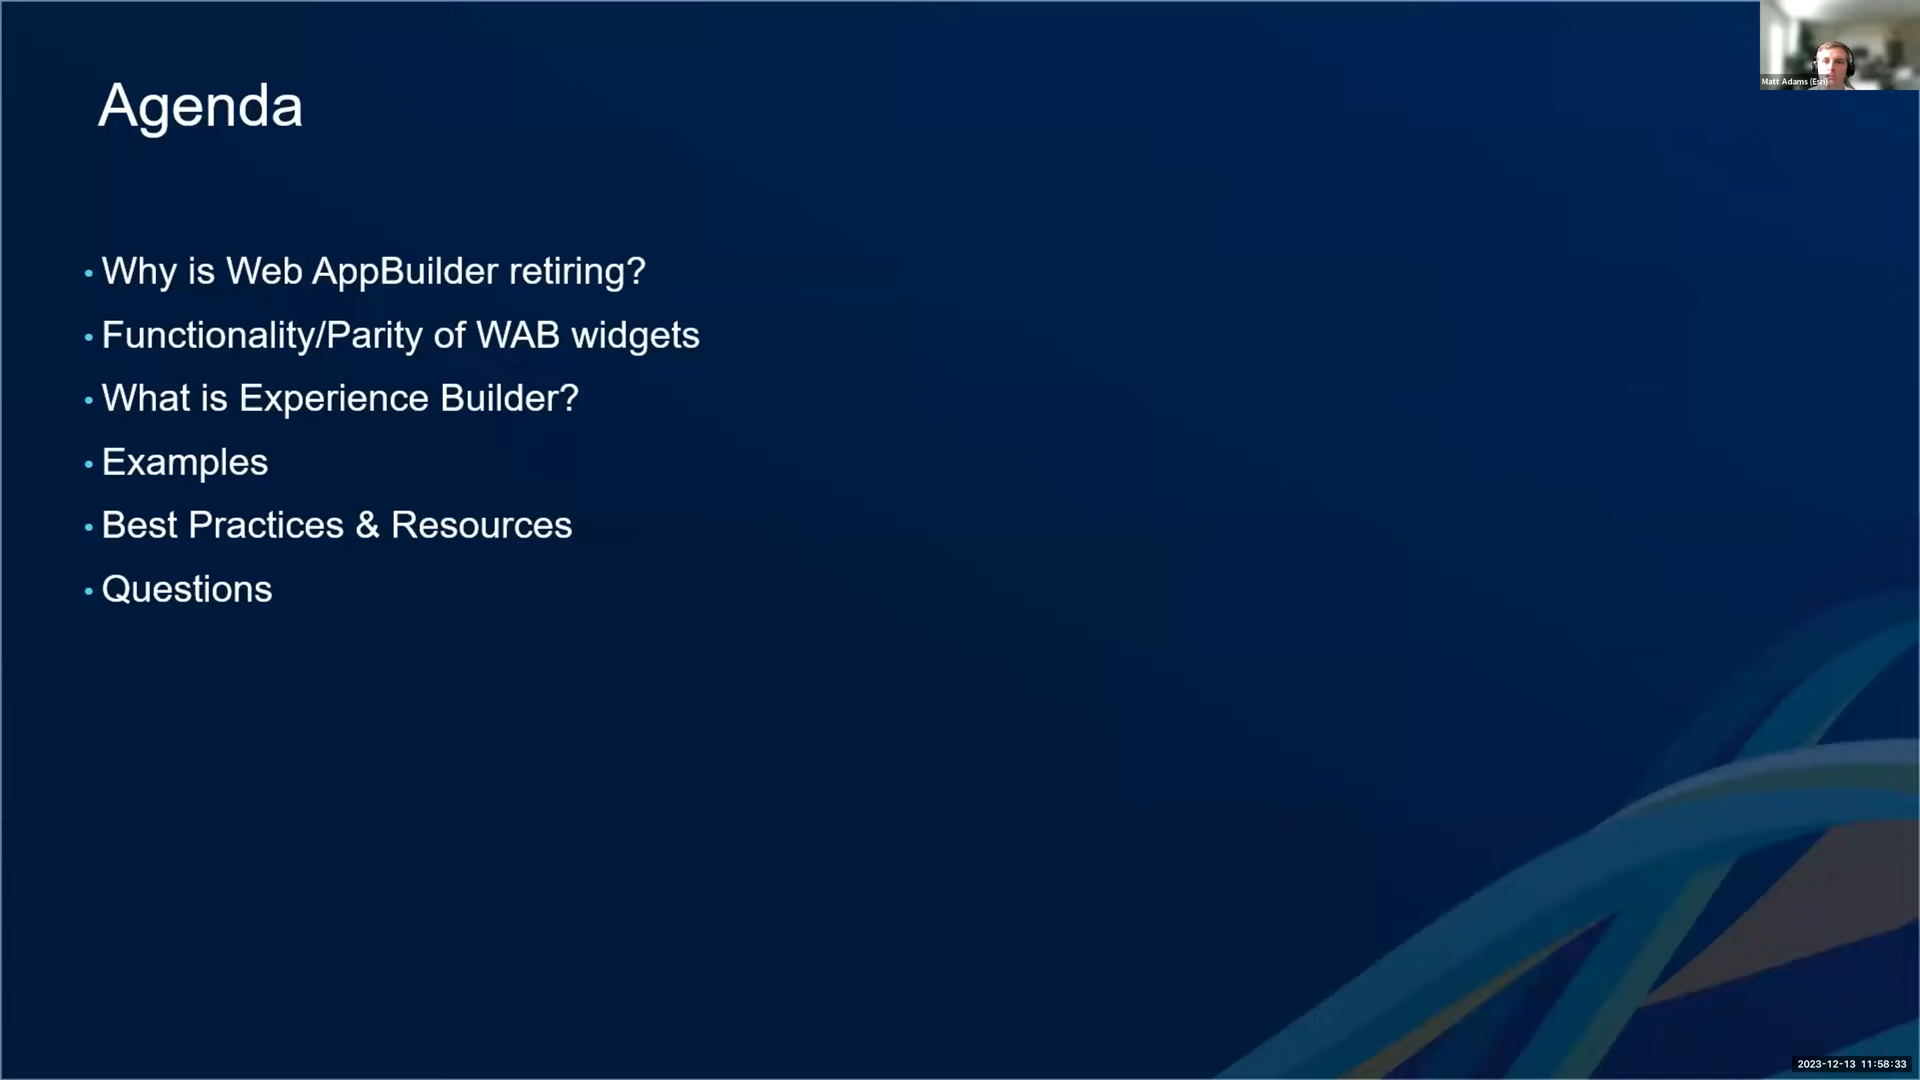 Agenda
Matt Adams (Esri)
• Why is Web AppBuilder retiring?
• Functionality/Parity of WAB widgets
• What is Experience Builder?
• Examples
• Best Practices & Resources
• Questions
2023-12-13 11:58:33